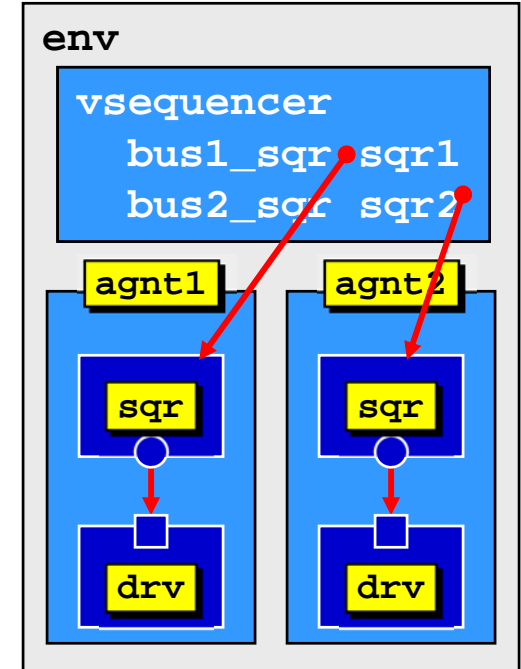 env
vsequencer
bus1_sqr sqr1
bus2_sqr sqr2
agnt1 agnt2
sqr sqr
drv drv